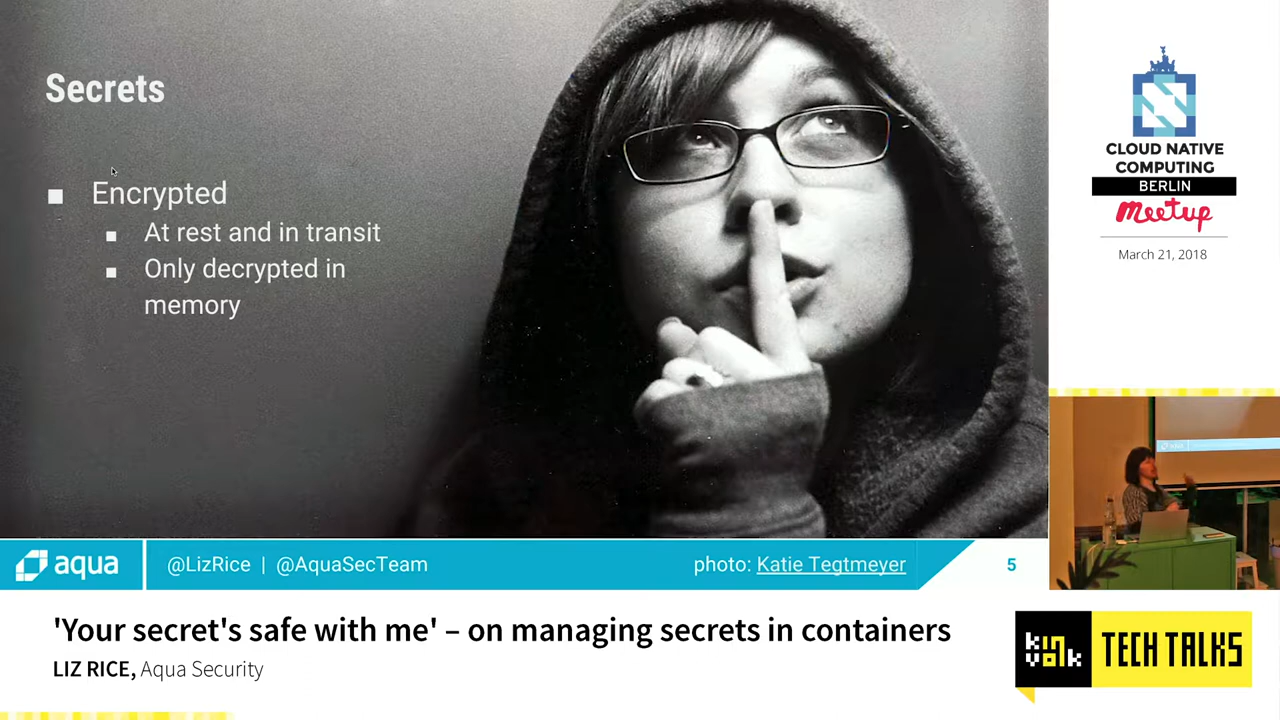 Secrets
Encrypted
At rest and in transit
Only decrypted in
memory
aqua
@LizRice | @AquaSecTeam
photo: Katie Tegtmeyer
5
CLOUD NATIVE
COMPUTING
BERLIN
meetup
March 21, 2018
'Your secret's safe with me' – on managing secrets in containers
LIZ RICE, Aqua Security
kinvolk
TECH TALKS